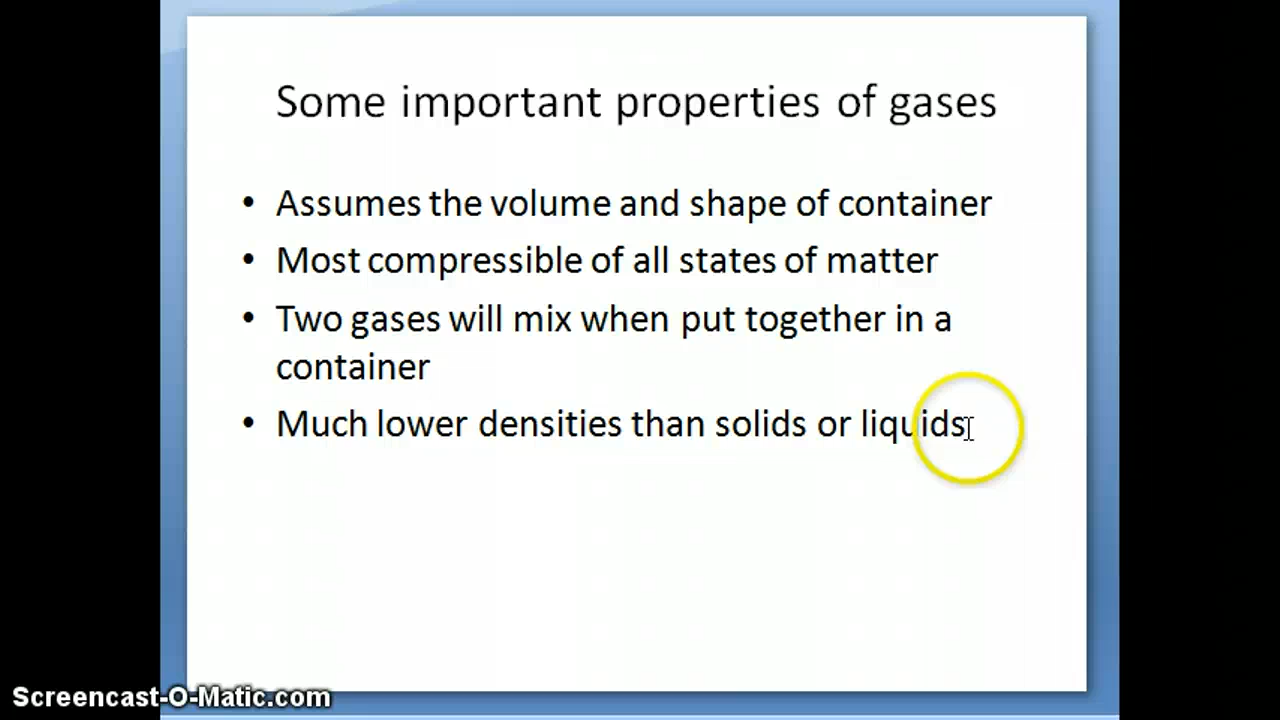 Some important properties of gases
• Assumes the volume and shape of container
• Most compressible of all states of matter
• Two gases will mix when put together in a
container
• Much lower densities than solids or liquids
Screencast-O-Matic.com